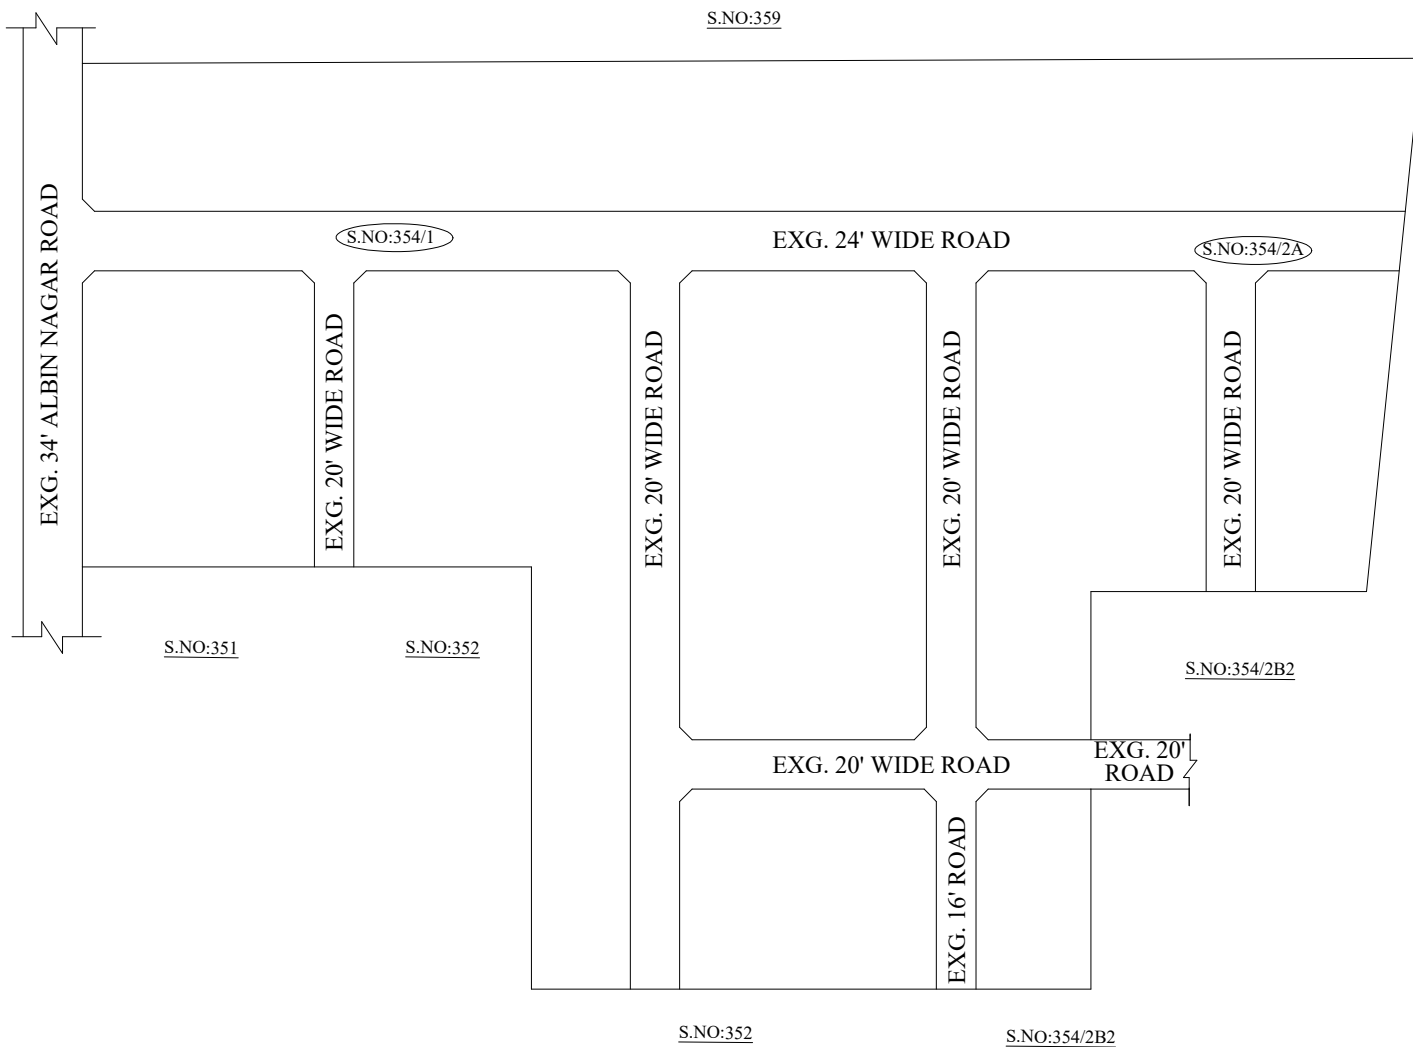 S.NO:359
S.NO:354/1
EXG. 24' WIDE ROAD
S.NO:354/2A
EXG. 34' ALBIN NAGAR ROAD
EXG. 20' WIDE ROAD
EXG. 20' WIDE ROAD
EXG. 20' WIDE ROAD
EXG. 20' WIDE ROAD
S.NO:351
S.NO:352
S.NO:354/2B2
EXG. 20' WIDE ROAD
EXG. 20'
ROAD
EXG. 16' ROAD
S.NO:352
S.NO:354/2B2